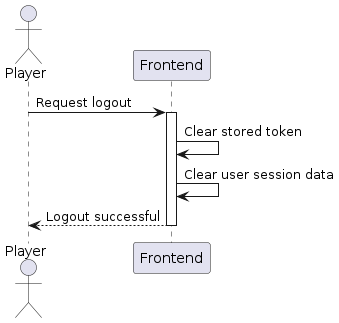 Player
Frontend
Request logout
Clear stored token
Clear user session data
Logout successful
Player
Frontend